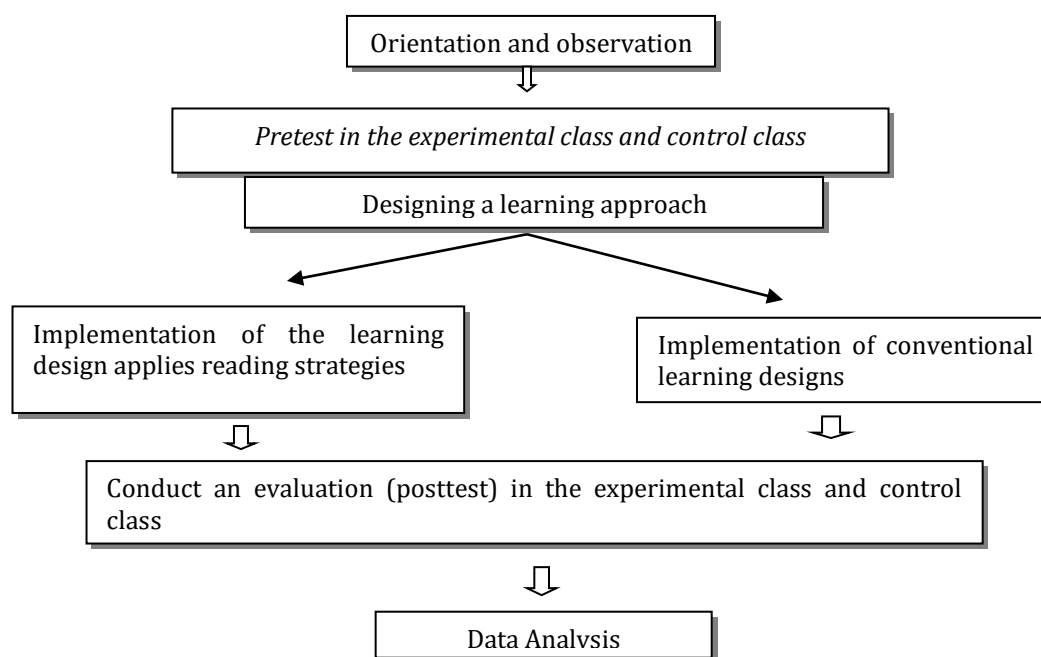 Orientation and observation
Pretest in the experimental class and control class
Designing a learning approach
Implementation of the learning
design applies reading strategies
Implementation of conventional
learning designs
Conduct an evaluation (posttest) in the experimental class and control
class
Data Analysis